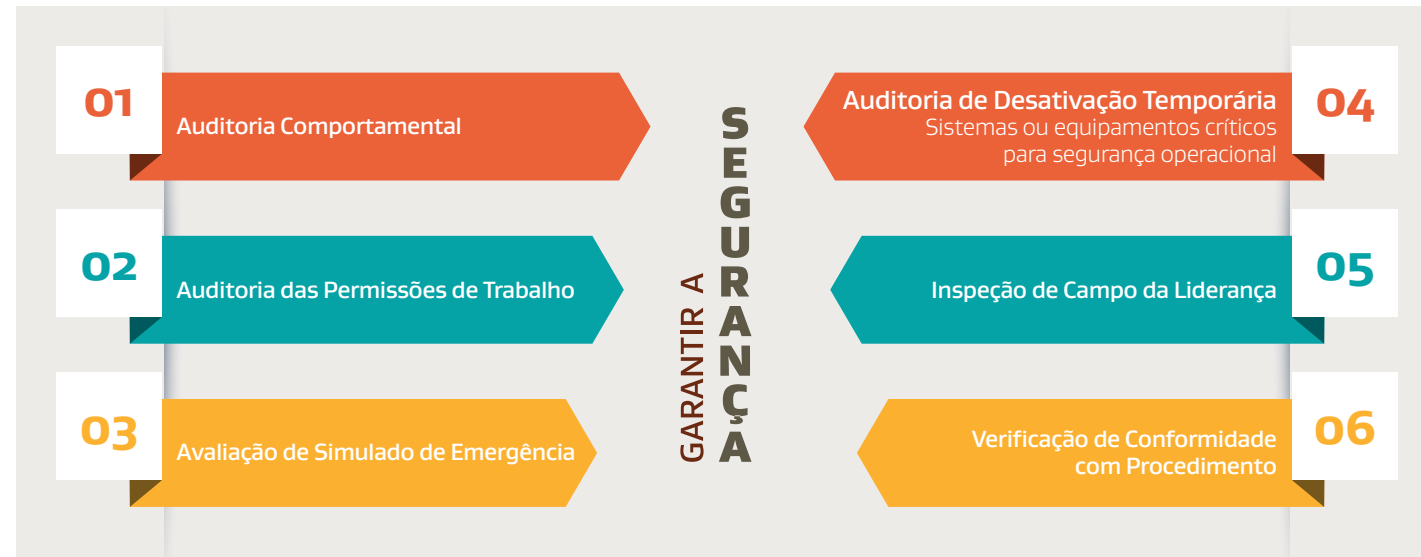 01
Auditoria Comportamental
02
Auditoria das Permissões de Trabalho
03
Avaliação de Simulado de Emergência
GARANTIR A
SEGURANÇA
Auditoria de Desativação Temporária
Sistemas ou equipamentos críticos
para segurança operacional
04
Inspeção de Campo da Liderança
05
Verificação de Conformidade
com Procedimento
06